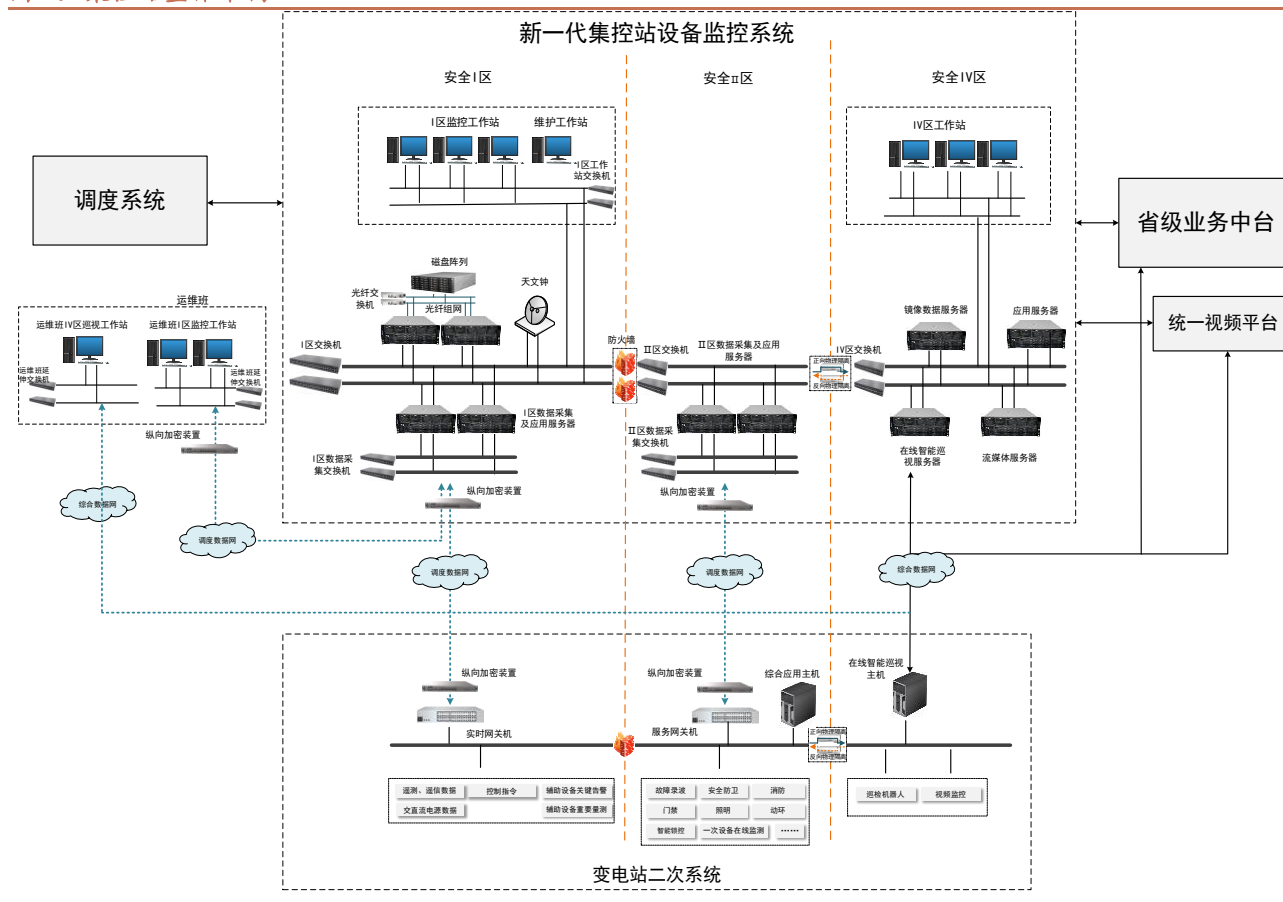 新一代集控站设备监控系统
安全I区
安全II区
安全IV区
I区监控工作站
维护工作站
I区工作
站交换机
IV区工作站
调度系统
省级业务中台
统一视频平台
磁盘阵列
光纤交
换机
光纤组网
天文钟
运维班
运维班IV区巡视工作站
运维班I区监控工作站
运维班延
伸交换机
运维班延
伸交换机
纵向加密装置
I区交换机
防火墙
II区交换机
II区数据采集及应用
服务器
正向物理隔离
反向物理隔离
IV区交换机
镜像数据服务器
应用服务器
I区数据采集
及应用服务器
I区数据采
集交换机
II区数据采
集交换机
在线智能巡
视服务器
流媒体服务器
纵向加密装置
纵向加密装置
综合数据网
调度数据网
调度数据网
调度数据网
综合数据网
纵向加密装置
纵向加密装置
综合应用主机
在线智能巡视
主机
实时网关机
服务网关机
正向物理隔离
反向物理隔离
遥测、遥信数据
控制指令
辅助设备关键告警
交直流电源数据
辅助设备重要量测
故障录波
安全防卫
消防
门禁
照明
动环
智能锁控
一次设备在线监测
……
巡检机器人
视频监控
变电站二次系统